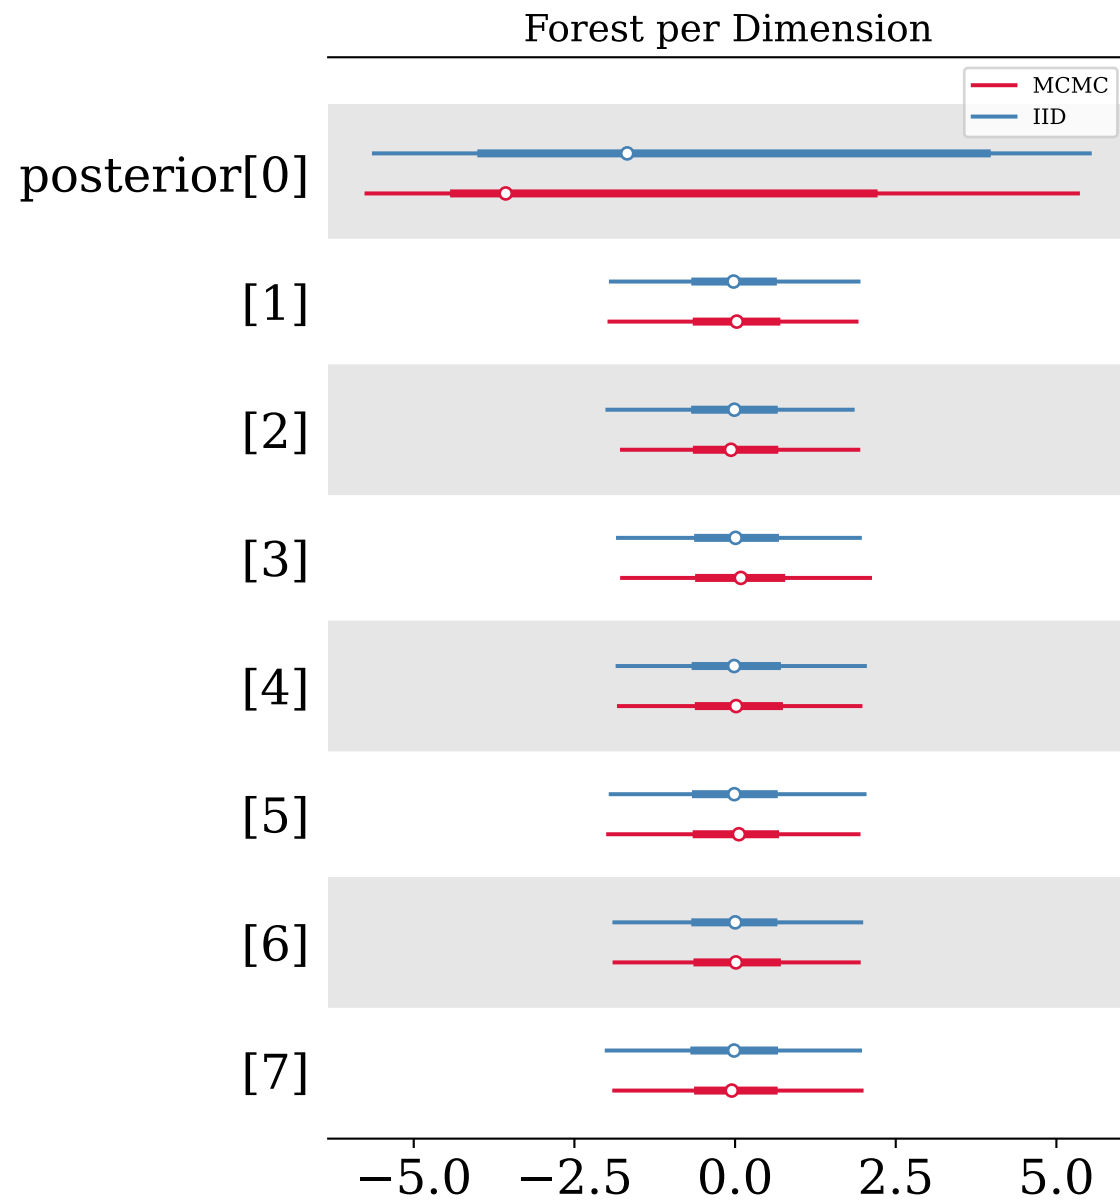 Forest per Dimension
MCMC
IID
posterior[0]
[1]
[2]
[3]
[4]
[5]
[6]
[7]
−5.0 −2.5 0.0 2.5 5.0